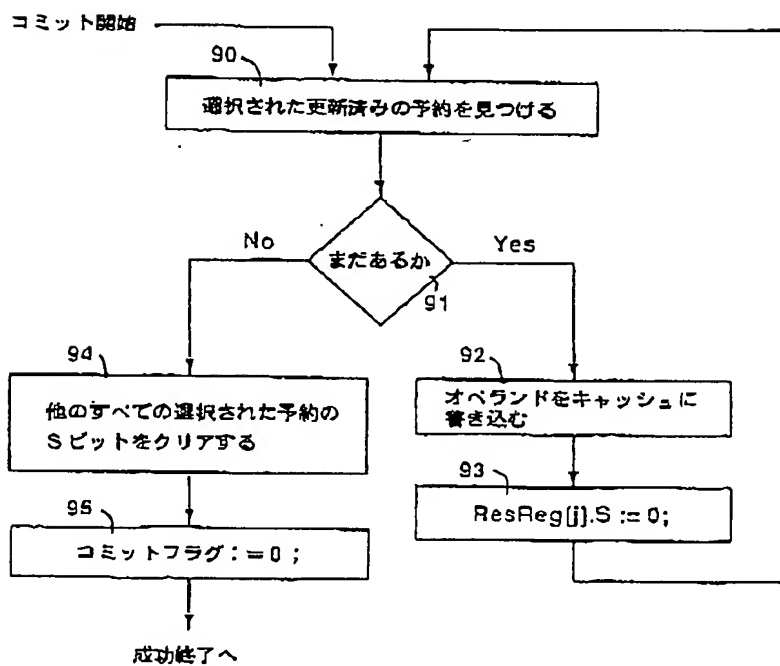 コミット開始
90
選択された更新済みの予約を見つける
No
まだあるか
Yes
91
94
他のすべての選択された予約の
Sビットをクリアする
92
オペランドをキャッシュに
書き込む
93
ResReg[j].S := 0;
95
コミットフラグ:=0;
成功終了へ